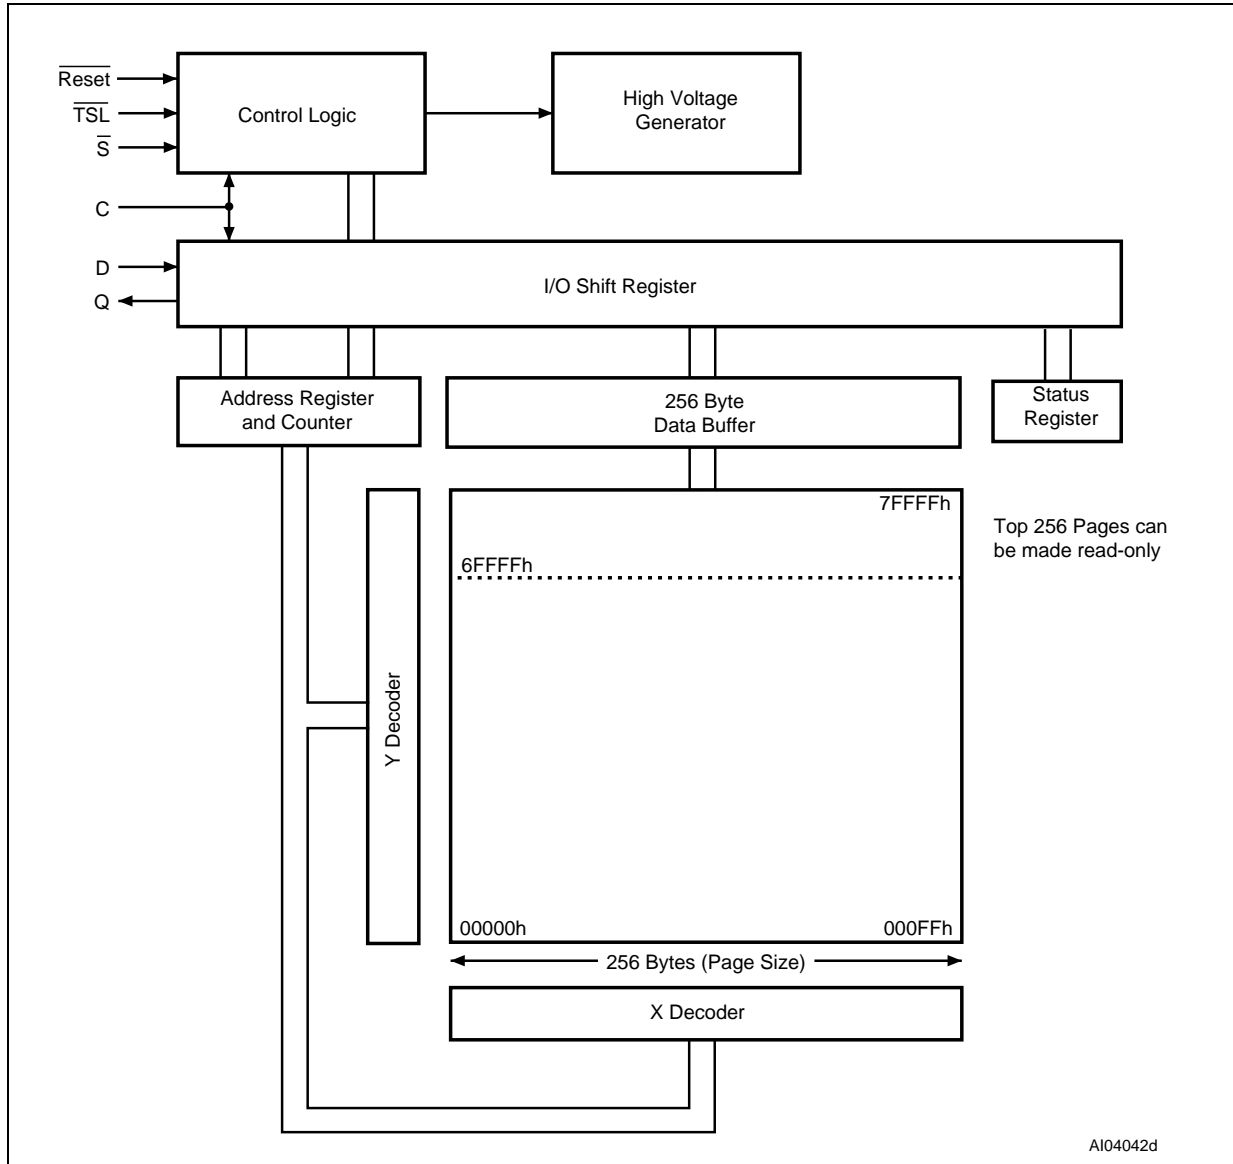 Reset
TSL
S
C
D
Q
Control Logic
High Voltage
Generator
I/O Shift Register
Address Register
and Counter
256 Byte
Data Buffer
Status
Register
7FFFFh
Top 256 Pages can
be made read-only
6FFFFh
Y Decoder
00000h
000FFh
256 Bytes (Page Size)
X Decoder
AI04042d